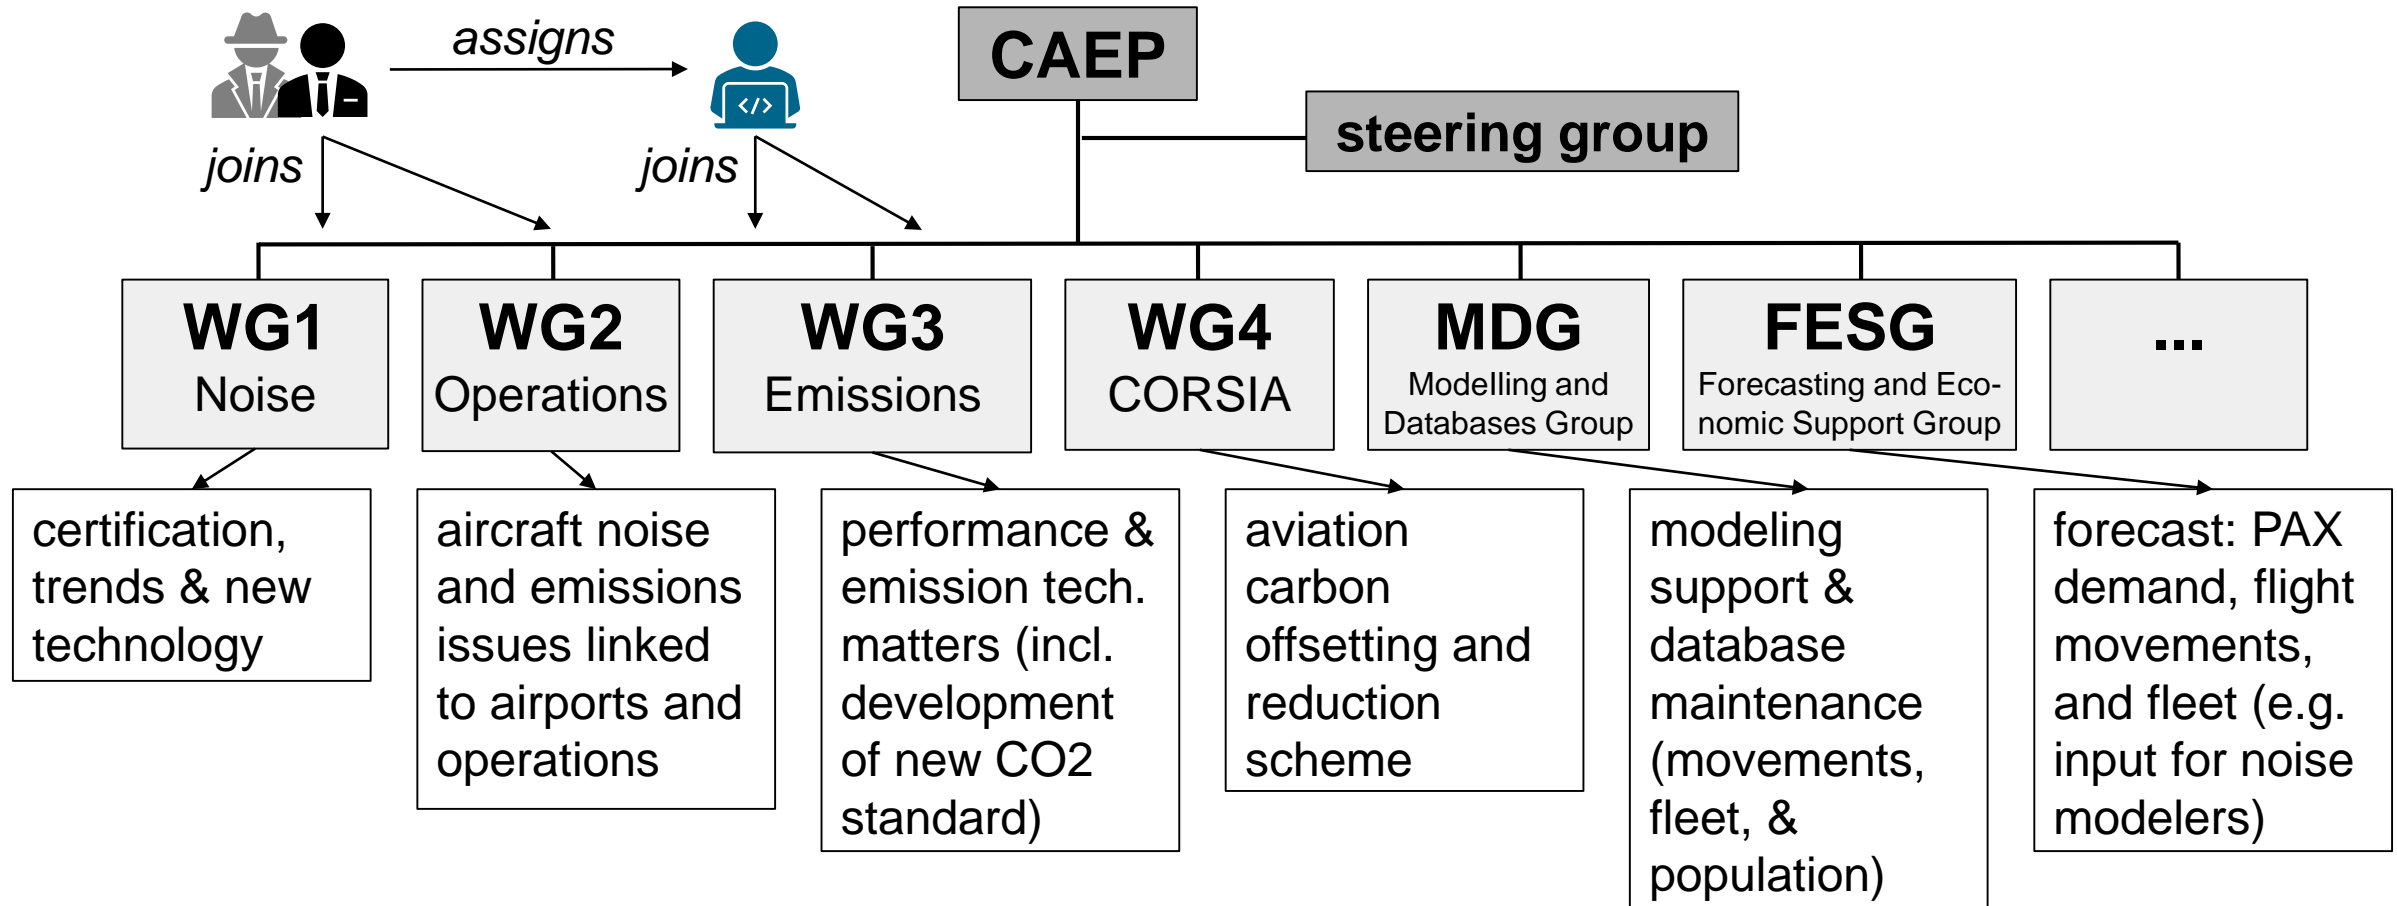 assigns
CAEP
steering group
joins
joins
</>
WG1
Noise
WG2
Operations
WG3
Emissions
WG4
CORSIA
MDG
Modelling and
Databases Group
FESG
Forecasting and Eco-
nomic Support Group
...
certification,
trends & new
technology
aircraft noise
and emissions
issues linked
to airports and
operations
performance &
emission tech.
matters (incl.
development
of new CO2
standard)
aviation
carbon
offsetting and
reduction
scheme
modeling
support &
database
maintenance
(movements,
fleet, &
population)
forecast: PAX
demand, flight
movements,
and fleet (e.g.
input for noise
modelers)